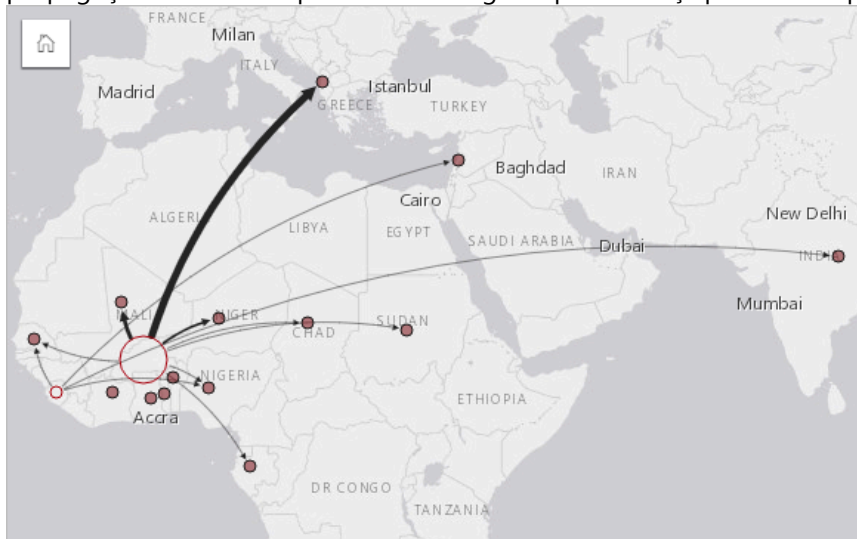 FRANCE
Milan
ITALY
Madrid
Istanbul
GREECE
TURKEY
Baghdad
IRAN
Cairo
ALGERI
LIBYA
EGYPT
New Delhi
SAUDI ARABIA
Dubai
INDI
Mumbai
MALI
NIGER
CHAD
SUDAN
NIGERIA
Accra
ETHIOPIA
DR CONGO
TANZANIA